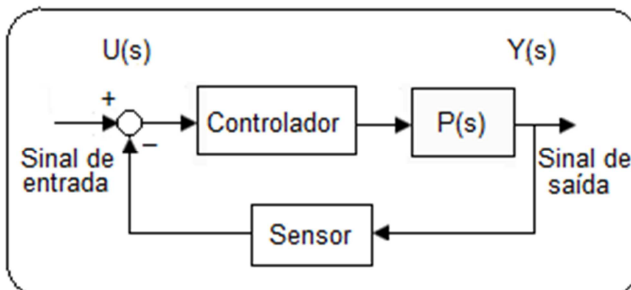 U(s)
Y(s)
+
Controlador
P(s)
−
Sinal de
entrada
Sinal de
saída
Sensor